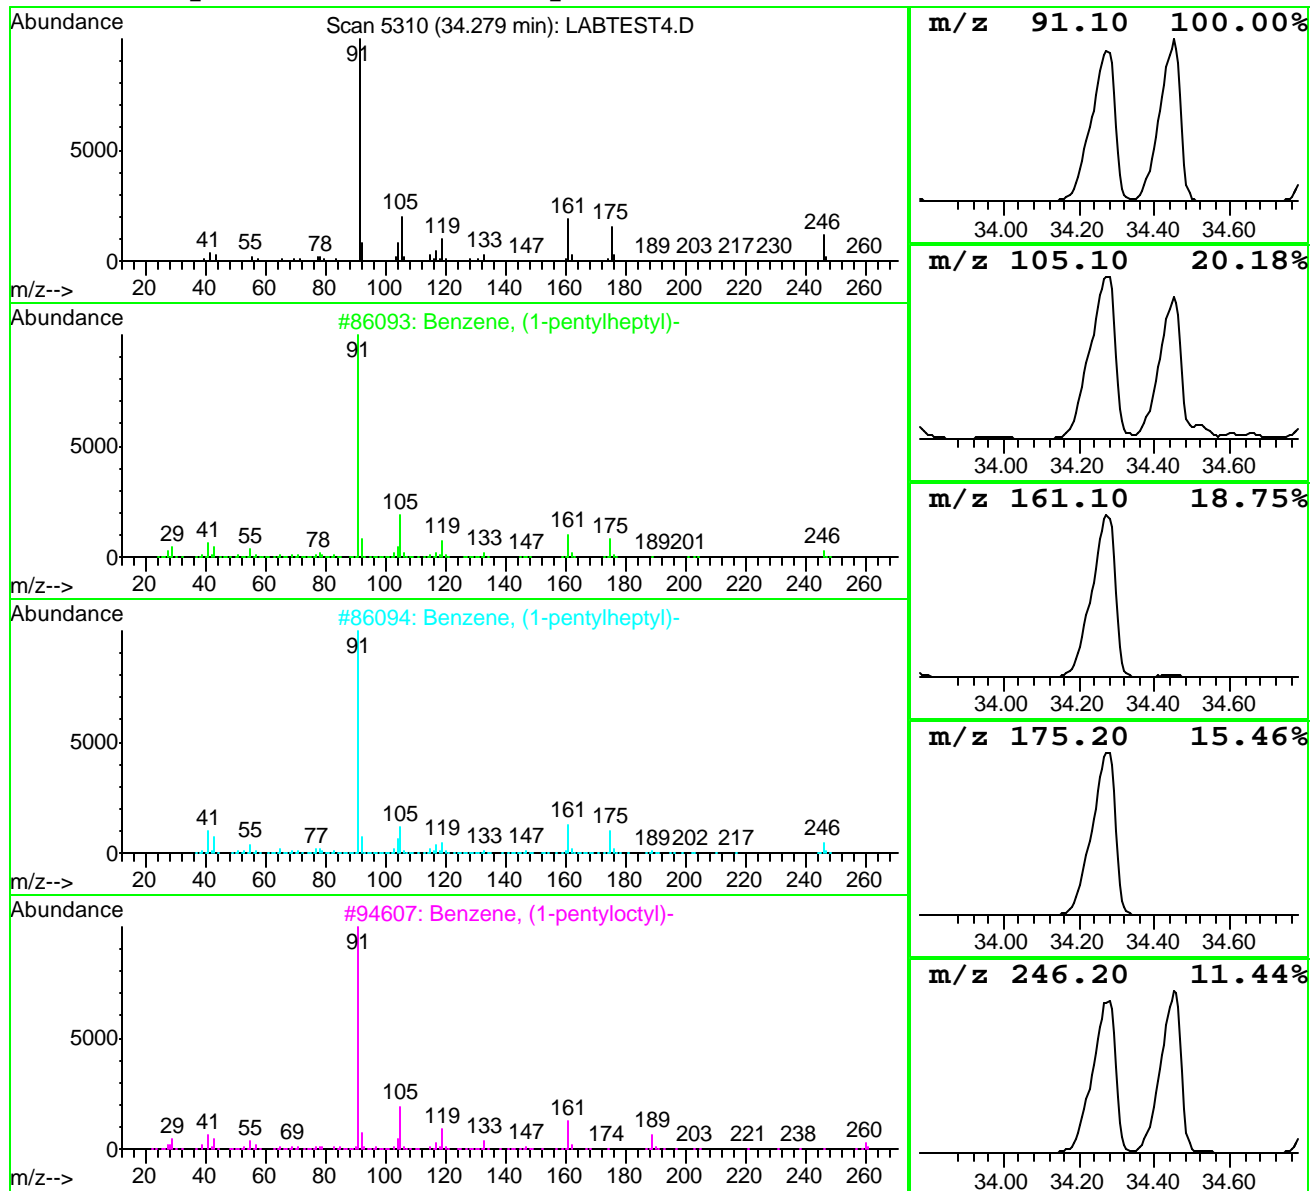 Abundance
Scan 5310 (34.279 min): LABTEST4.D
91
5000
105
161
175
119
246
41
55
78
133
147
189 203 217 230
260
0
m/z-->
20 40 60 80 100 120 140 160 180 200 220 240 260
Abundance
#86093: Benzene, (1-pentylheptyl)-
91
5000
105
29
41
55
78
119
133
147
161
175
189 201
246
0
m/z-->
20 40 60 80 100 120 140 160 180 200 220 240 260
Abundance
#86094: Benzene, (1-pentylheptyl)-
91
5000
41
55
77
105
119
133
147
161
175
189 202 217
246
0
m/z-->
20 40 60 80 100 120 140 160 180 200 220 240 260
Abundance
#94607: Benzene, (1-pentyloctyl)-
91
5000
105
29
41
55
69
119
133
147
161
174
189
203
221
238
260
0
m/z-->
20 40 60 80 100 120 140 160 180 200 220 240 260
m/z 91.10 100.00%
34.00 34.20 34.40 34.60
m/z 105.10 20.18%
34.00 34.20 34.40 34.60
m/z 161.10 18.75%
34.00 34.20 34.40 34.60
m/z 175.20 15.46%
34.00 34.20 34.40 34.60
m/z 246.20 11.44%
34.00 34.20 34.40 34.60